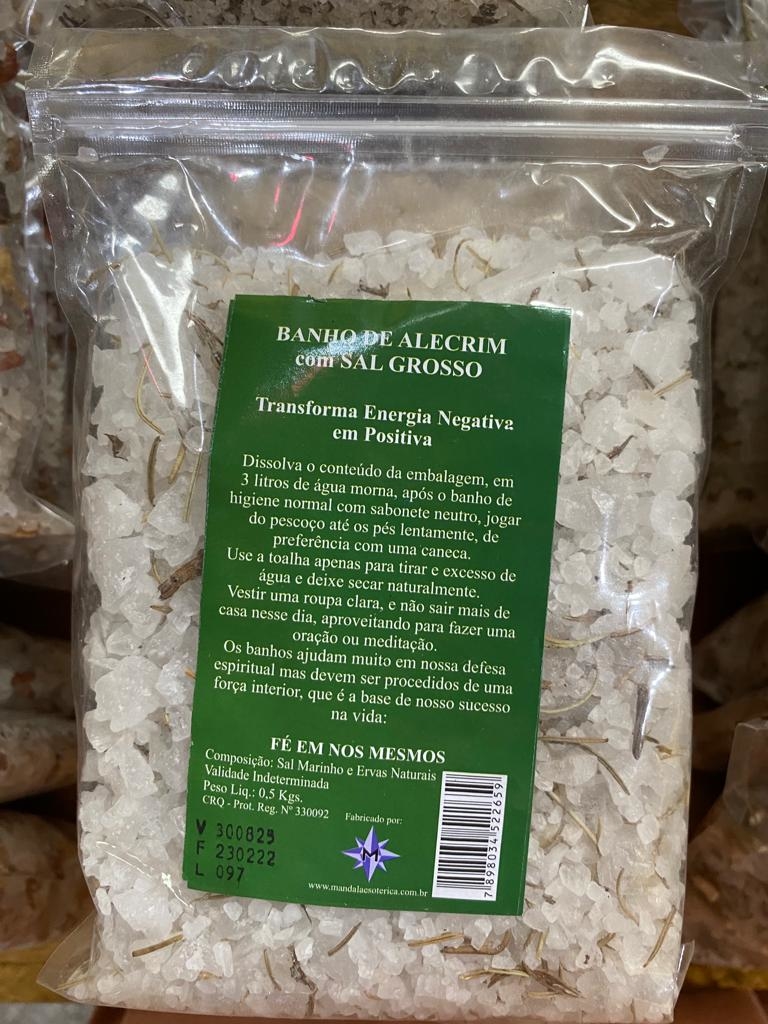 BANHO DE ALECRIM
com SAL GROSSO
Transforma Energia Negativa
em Positiva
Dissolva o conteúdo da embalagem, em
3 litros de água morna, após o banho de
higiene normal com sabonete neutro, jogar
do pescoço até os pés lentamente, de
preferência com uma caneca.
Use a toalha apenas para tirar e excesso de
água e deixe secar naturalmente.
Vestir uma roupa clara, e não sair mais de
casa nesse dia, aproveitando para fazer uma
oração ou meditação.
Os banhos ajudam muito em nossa defesa
espiritual mas devem ser procedidos de uma
força interior, que é a base de nosso sucesso
na vida:
FÉ EM NOS MESMOS
Composição: Sal Marinho e Ervas Naturais
Validade Indeterminada
Peso Liq.: 0,5 Kgs.
CRQ - Prot. Reg. Nº 330092
V 300825
F 230222
L 097
Fabricado por:
M
www.mandalaesoterica.com.br
7 898034 522659